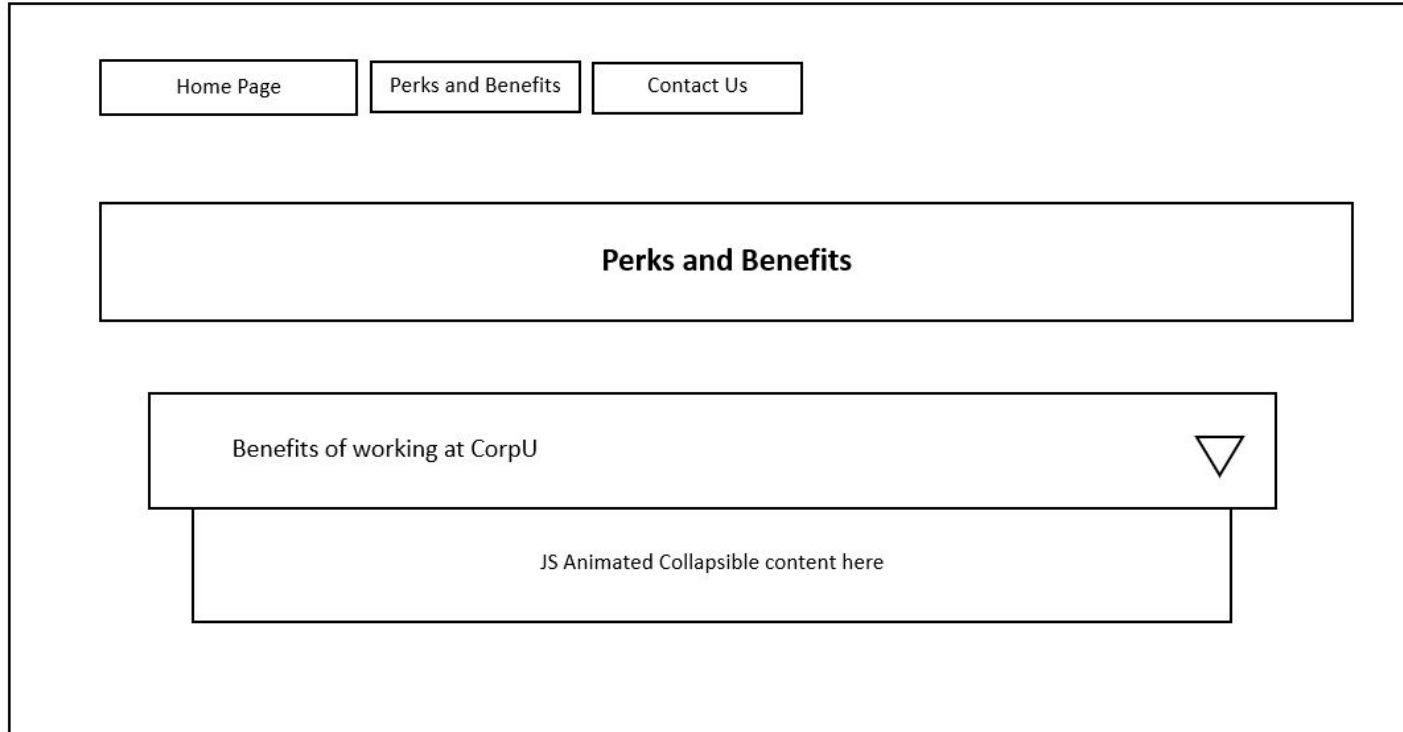 Home Page
Perks and Benefits
Contact Us
Perks and Benefits
Benefits of working at CorpU
JS Animated Collapsible content here